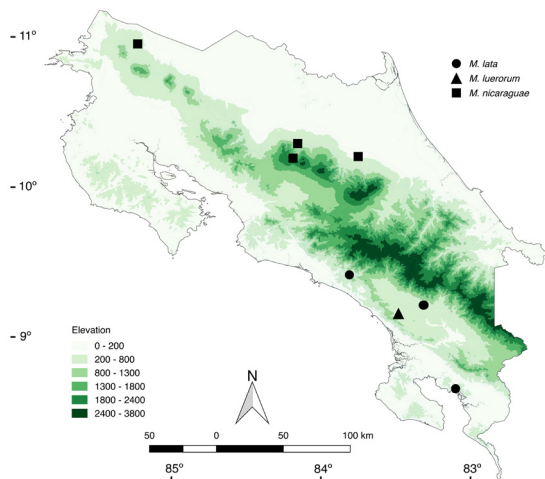 11°
M. lata
M. luerorum
M. nicaraguae
10°
9°
Elevation
0 - 200
200 - 800
800 - 1300
1300 - 1800
1800 - 2400
2400 - 3800
N
50 0 50 100 km
85° 84° 83°